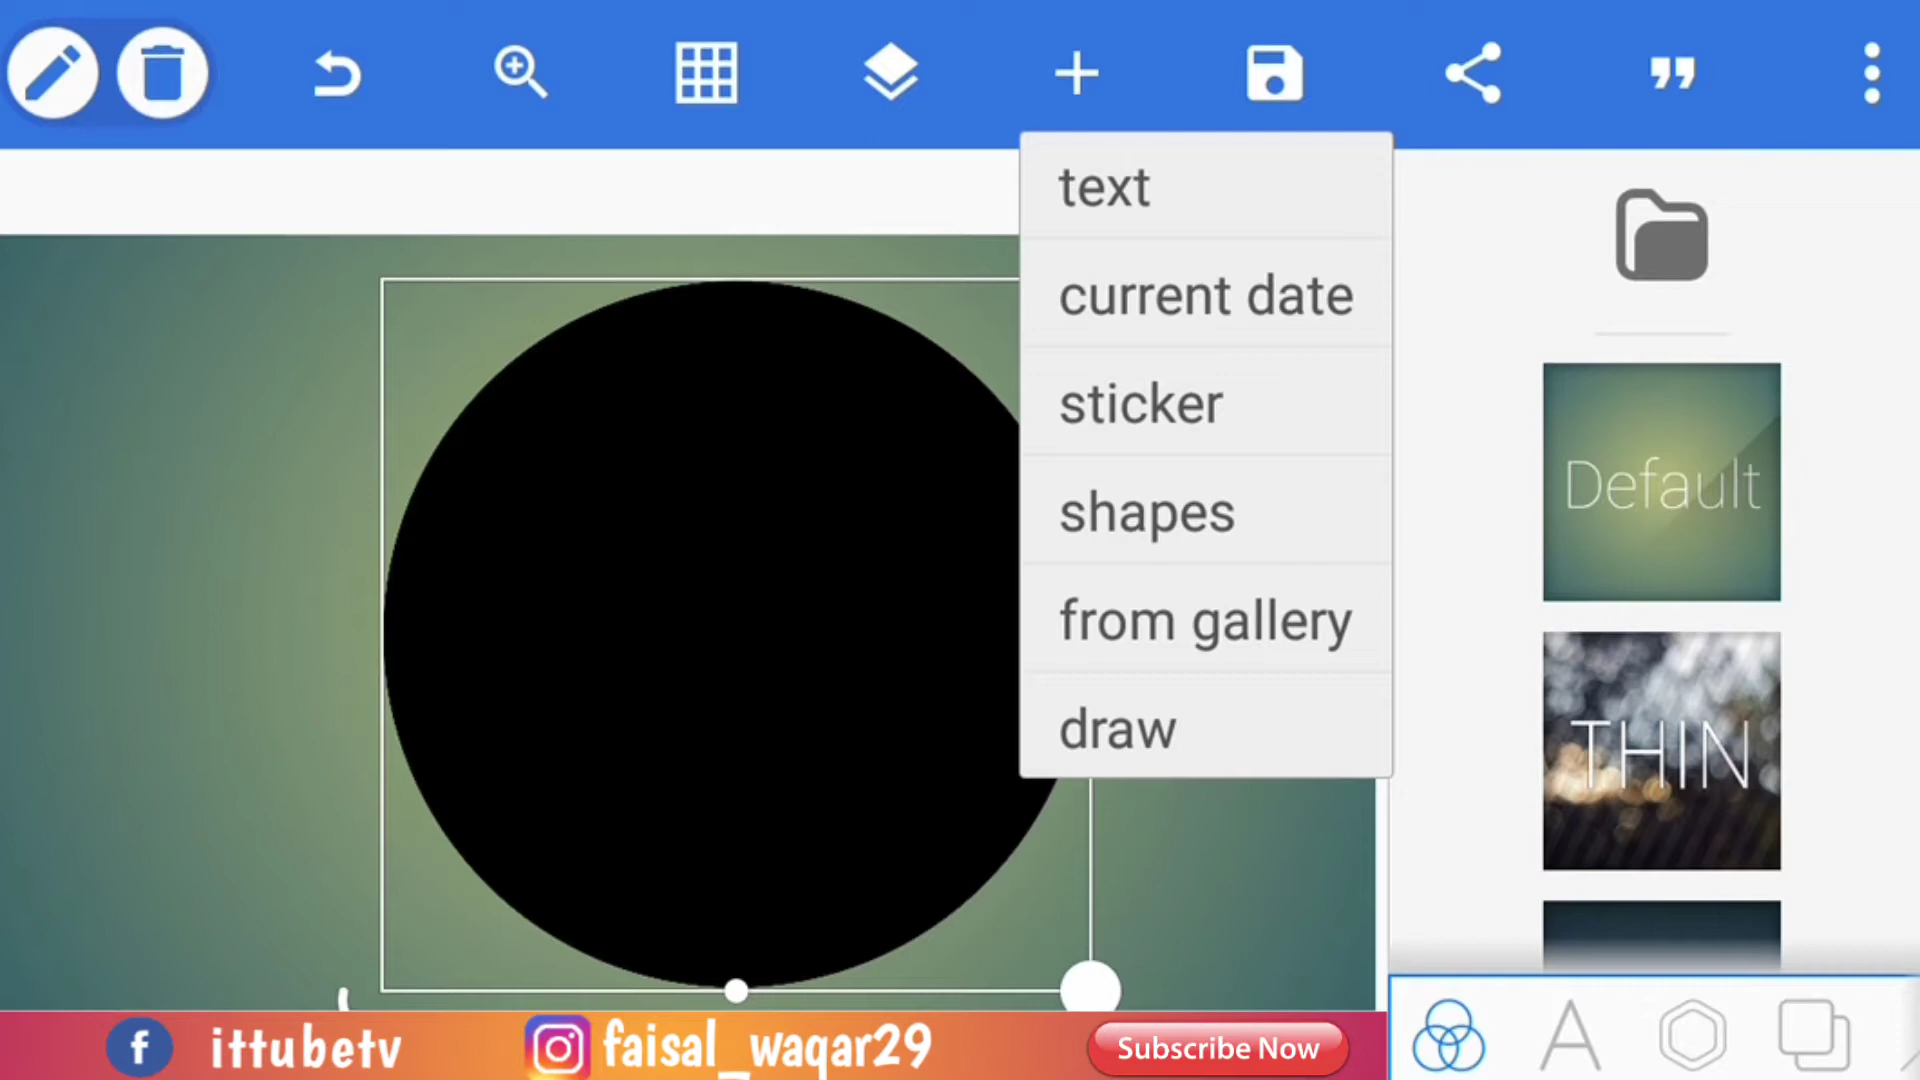 text
current date
sticker
shapes
from gallery
draw
Default
THIN
ittubetv
faisal_waqar29
Subscribe Now